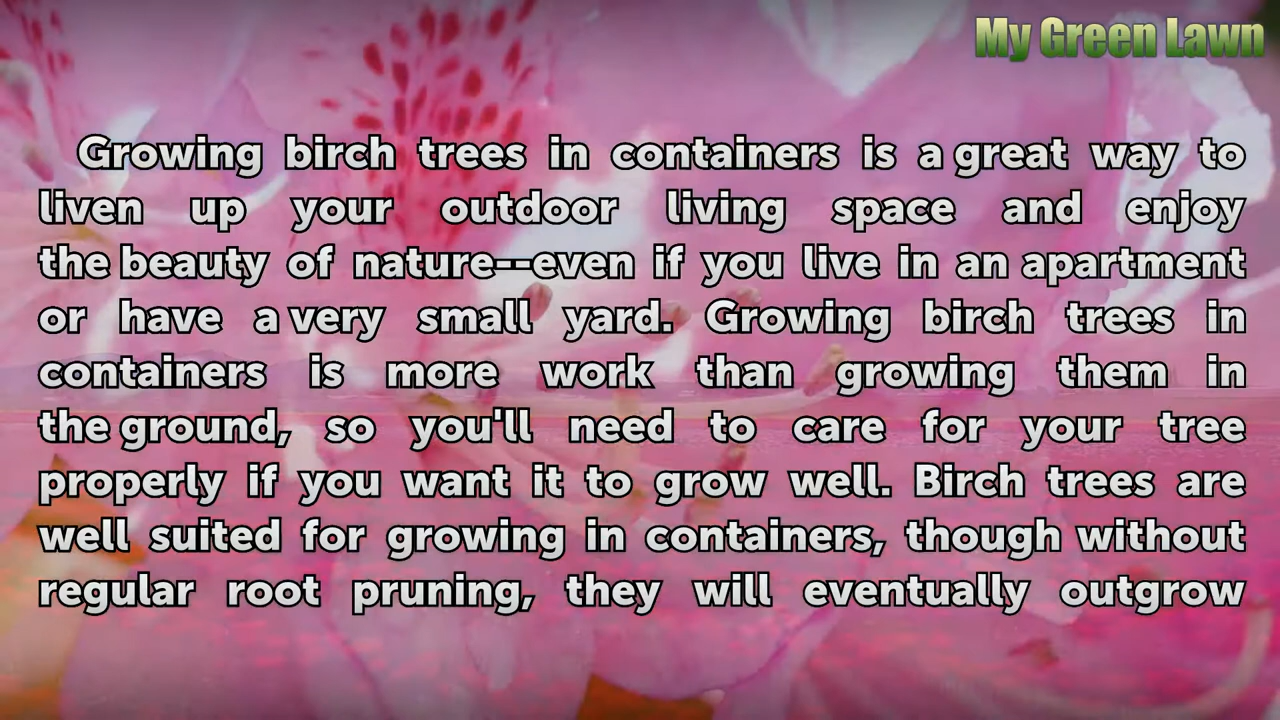 My Green Lawn
Growing birch trees in containers is a great way to
liven up your outdoor living space and enjoy
the beauty of nature--even if you live in an apartment
or have a very small yard. Growing birch trees in
containers is more work than growing them in
the ground, so you'll need to care for your tree
properly if you want it to grow well. Birch trees are
well suited for growing in containers, though without
regular root pruning, they will eventually outgrow